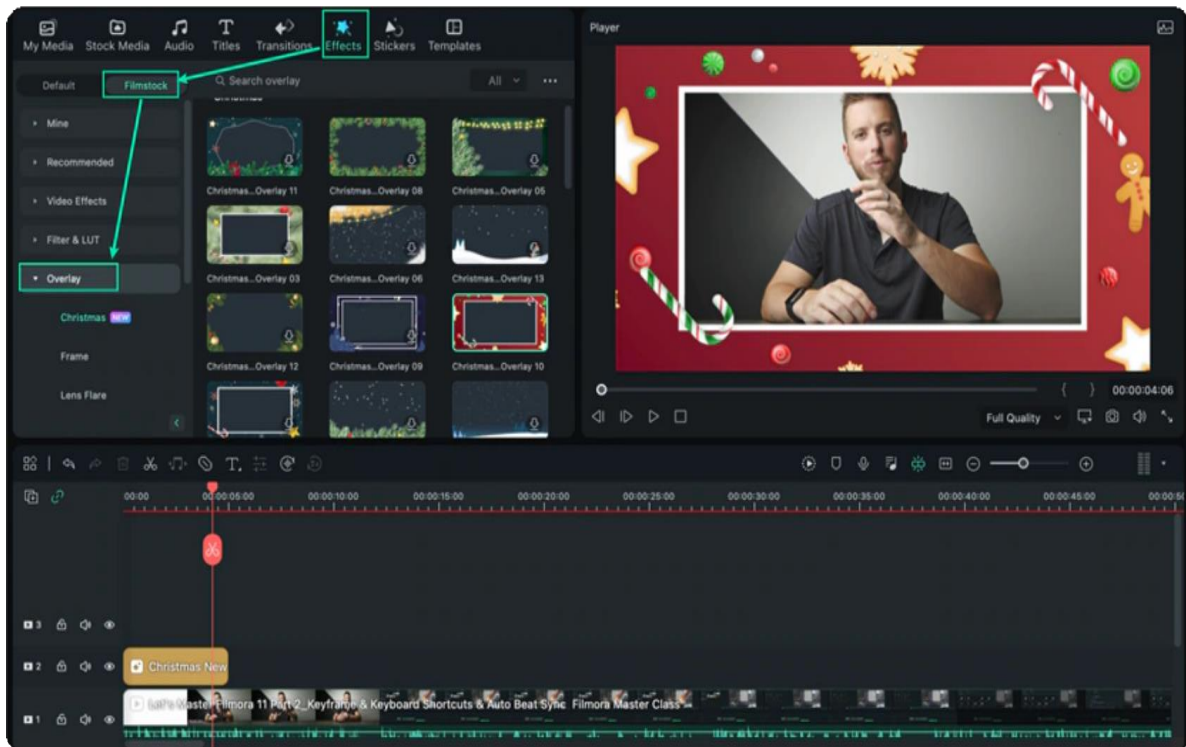 My Media Stock Media Audio Titles Transitions Effects Stickers Templates
Default Filmstock
Search overlay All
Christmas
Mine
Recommended
Video Effects
Filter & LUT
Overlay
Christmas NEW
Frame
Lens Flare
Christmas...Overlay 11 Christmas...Overlay 08 Christmas...Overlay 05
Christmas...Overlay 03 Christmas...Overlay 06 Christmas...Overlay 13
Christmas...Overlay 12 Christmas...Overlay 09 Christmas...Overlay 10
Player
{ } 00:00:04:06
Full Quality
00:00 00:00:05:00 00:00:10:00 00:00:15:00 00:00:20:00 00:00:25:00 00:00:30:00 00:00:35:00 00:00:40:00 00:00:45:00 00:00:50
3
2
Christmas New
Let's Master Filmora 11 Part 2_Keyframe & Keyboard Shortcuts & Auto Beat Sync Filmora Master Class
1